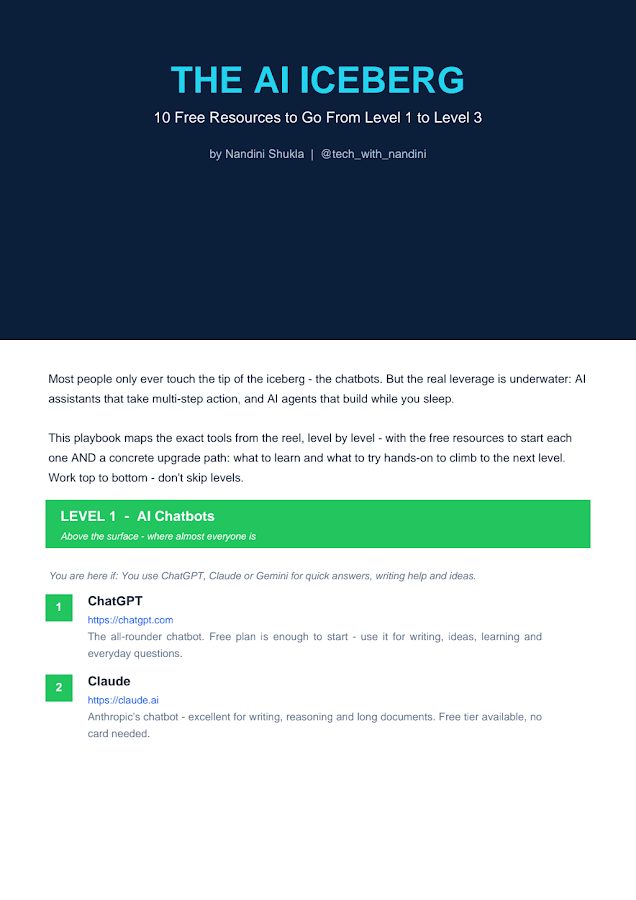 THE AI ICEBERG
10 Free Resources to Go From Level 1 to Level 3
by Nandini Shukla | @tech_with_nandini
Most people only ever touch the tip of the iceberg - the chatbots. But the real leverage is underwater: AI
assistants that take multi-step action, and AI agents that build while you sleep.
This playbook maps the exact tools from the reel, level by level - with the free resources to start each
one AND a concrete upgrade path: what to learn and what to try hands-on to climb to the next level.
Work top to bottom - don't skip levels.
LEVEL 1 - AI Chatbots
Above the surface - where almost everyone is
You are here if: You use ChatGPT, Claude or Gemini for quick answers, writing help and ideas.
1 ChatGPT
https://chatgpt.com
The all-rounder chatbot. Free plan is enough to start - use it for writing, ideas, learning and
everyday questions.
2 Claude
https://claude.ai
Anthropic's chatbot - excellent for writing, reasoning and long documents. Free tier available, no
card needed.